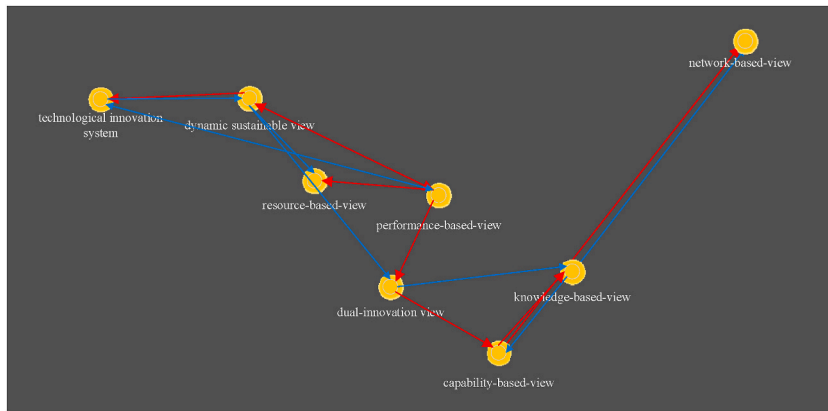 network-based-view
technological innovation
system
dynamic sustainable view
resource-based-view
performance-based-view
knowledge-based-view
dual-innovation view
capability-based-view